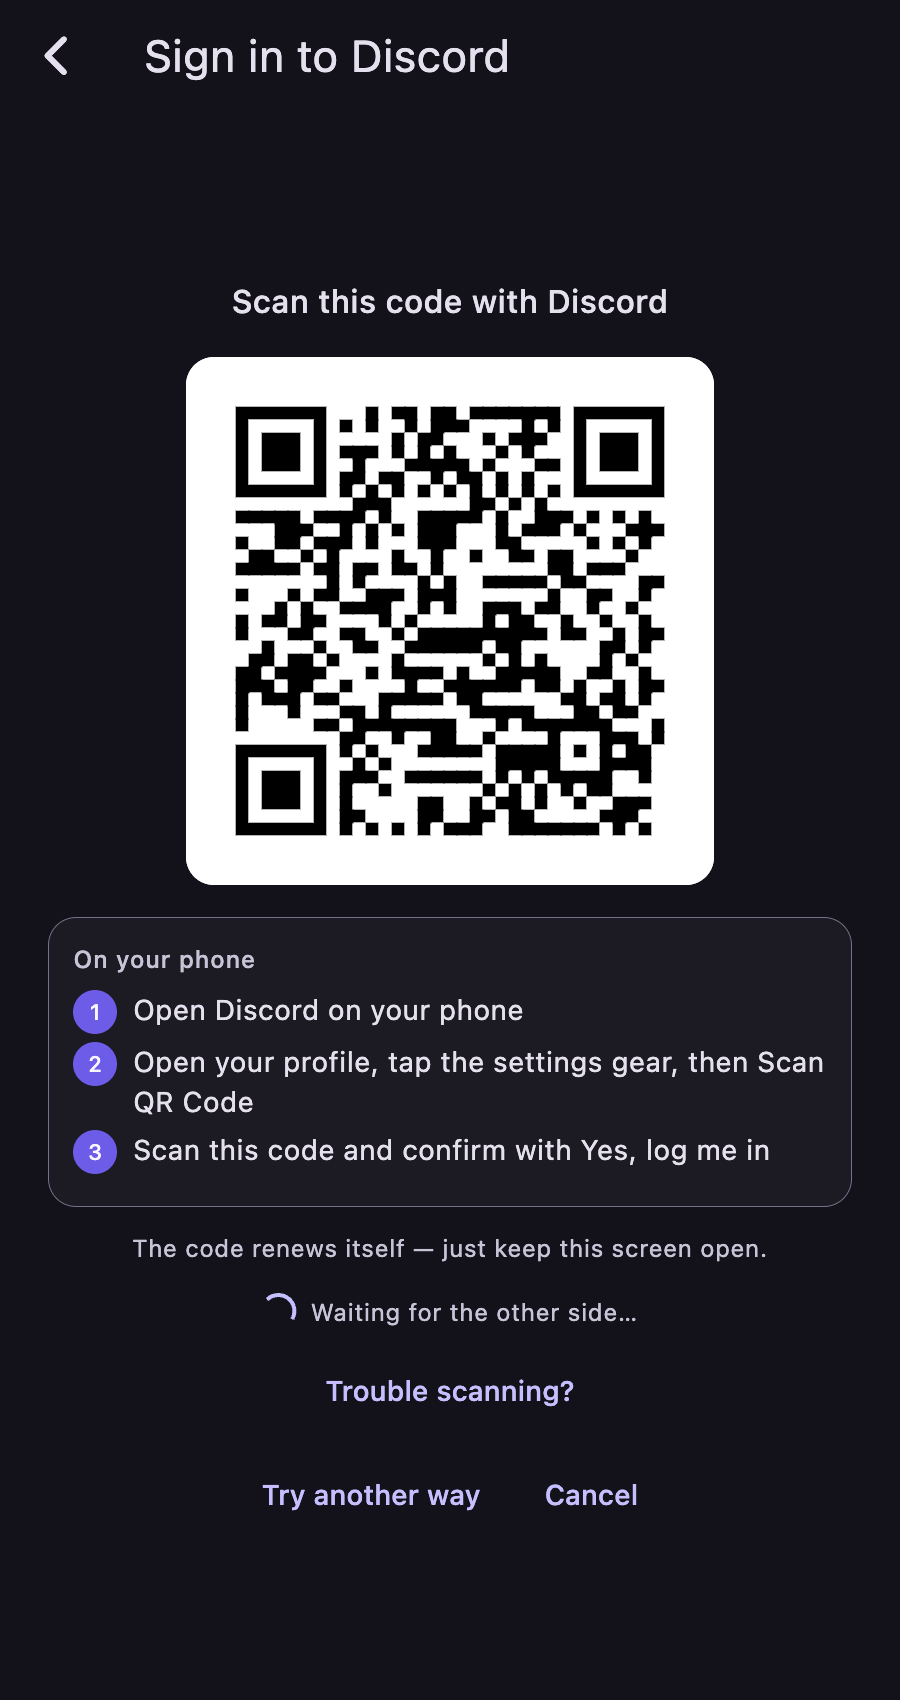 Sign in to Discord
Scan this code with Discord
On your phone
1 Open Discord on your phone
2 Open your profile, tap the settings gear, then Scan
QR Code
3 Scan this code and confirm with Yes, log me in
The code renews itself — just keep this screen open.
Waiting for the other side…
Trouble scanning?
Try another way Cancel